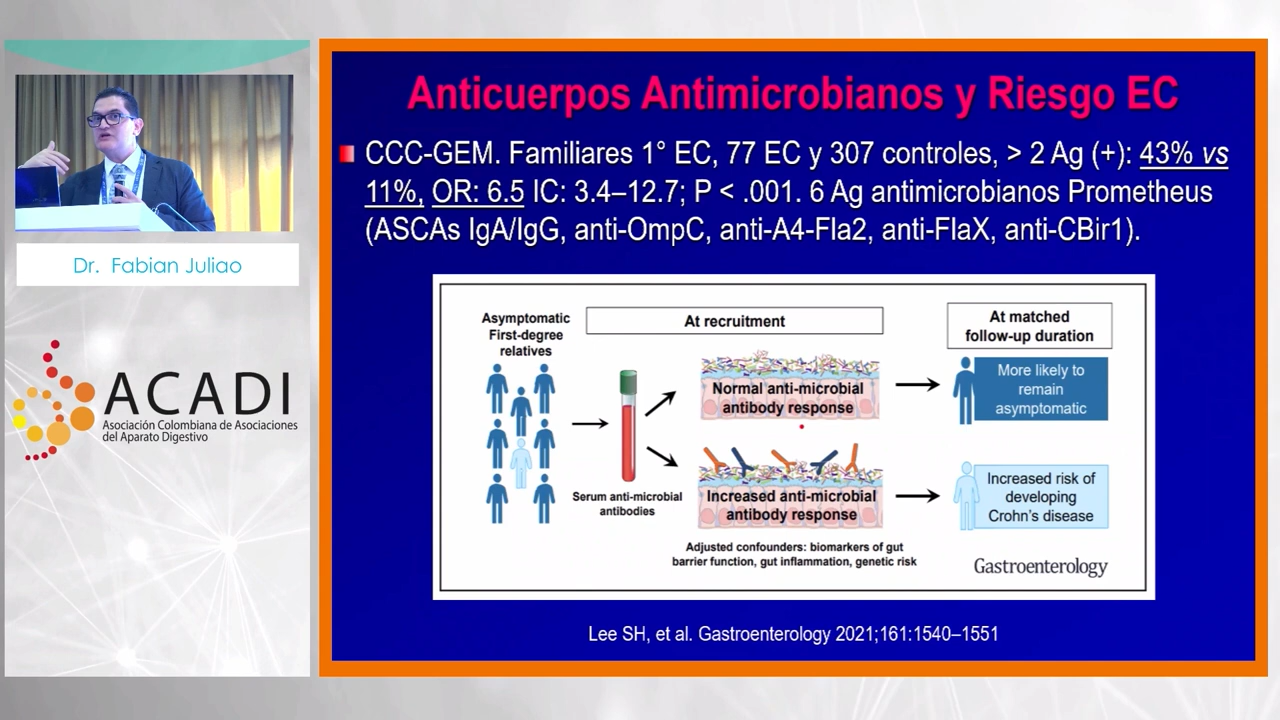 Anticuerpos Antimicrobianos y Riesgo EC
CCC-GEM. Familiares 1° EC, 77 EC y 307 controles, > 2 Ag (+): 43% vs
11%, OR: 6.5 IC: 3.4–12.7; P < .001. 6 Ag antimicrobianos Prometheus
(ASCAs IgA/IgG, anti-OmpC, anti-A4-Fla2, anti-FlaX, anti-CBir1).
Dr. Fabian Juliao
ACADI
Asociación Colombiana de Asociaciones
del Aparato Digestivo
Asymptomatic
First-degree
relatives
At recruitment
At matched
follow-up duration
Serum anti-microbial
antibodies
Normal anti-microbial
antibody response
More likely to
remain
asymptomatic
Increased anti-microbial
antibody response
Increased risk of
developing
Crohn's disease
Adjusted confounders: biomarkers of gut
barrier function, gut inflammation, genetic risk
Gastroenterology
Lee SH, et al. Gastroenterology 2021;161:1540–1551